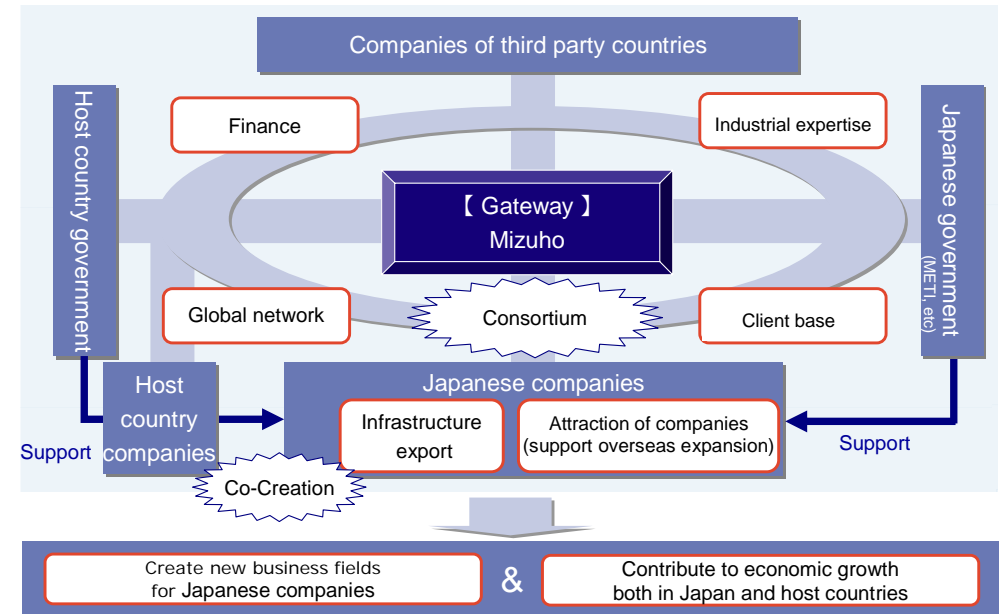 Companies of third party countries
Host country government
Finance
Industrial expertise
Japanese government
(METI, etc)
【 Gateway 】
Mizuho
Global network
Consortium
Client base
Host
country
companies
Japanese companies
Infrastructure
export
Attraction of companies
(support overseas expansion)
Support
Support
Co-Creation
Create new business fields
for Japanese companies
&
Contribute to economic growth
both in Japan and host countries